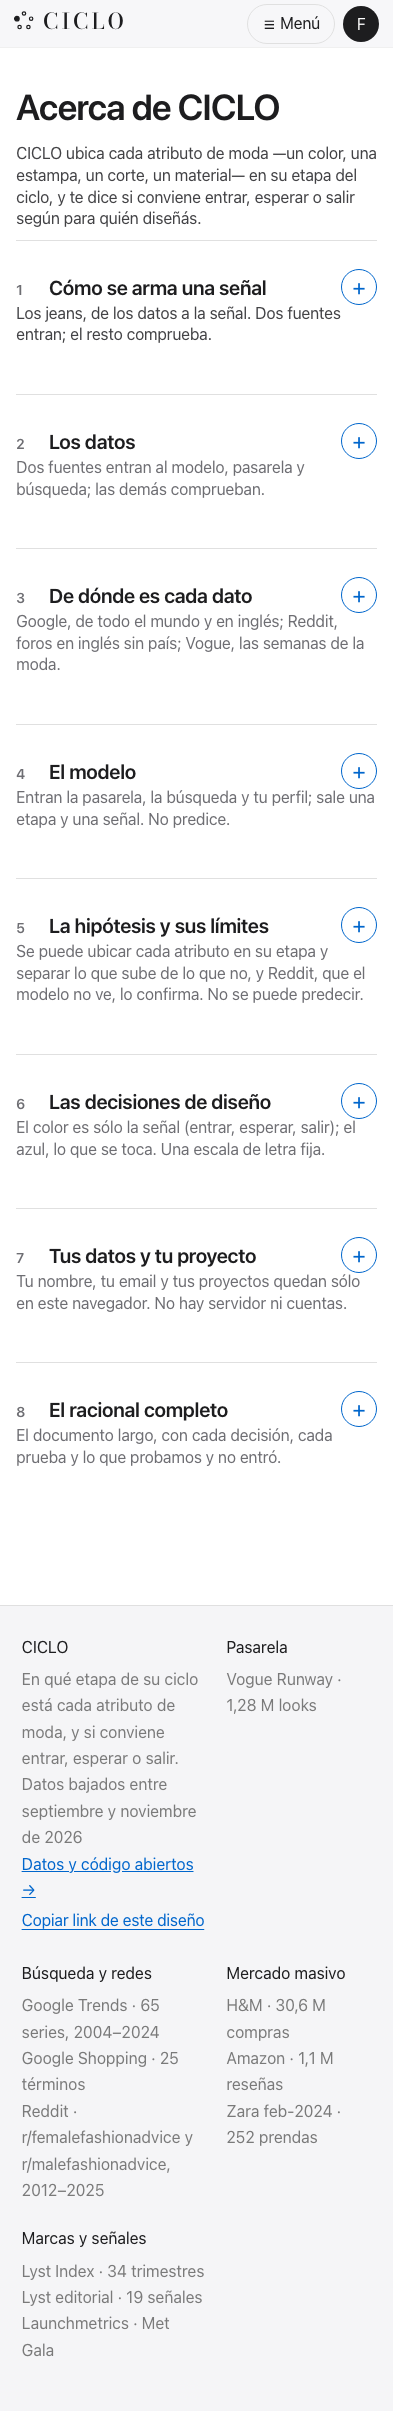 CICLO
≡ Menú
F
Acerca de CICLO
CICLO ubica cada atributo de moda —un color, una
estampa, un corte, un material— en su etapa del
ciclo, y te dice si conviene entrar, esperar o salir
según para quién diseñás.
1 Cómo se arma una señal +
Los jeans, de los datos a la señal. Dos fuentes
entran; el resto comprueba.
2 Los datos +
Dos fuentes entran al modelo, pasarela y
búsqueda; las demás comprueban.
3 De dónde es cada dato +
Google, de todo el mundo y en inglés; Reddit,
foros en inglés sin país; Vogue, las semanas de la
moda.
4 El modelo +
Entran la pasarela, la búsqueda y tu perfil; sale una
etapa y una señal. No predice.
5 La hipótesis y sus límites +
Se puede ubicar cada atributo en su etapa y
separar lo que sube de lo que no, y Reddit, que el
modelo no ve, lo confirma. No se puede predecir.
6 Las decisiones de diseño +
El color es sólo la señal (entrar, esperar, salir); el
azul, lo que se toca. Una escala de letra fija.
7 Tus datos y tu proyecto +
Tu nombre, tu email y tus proyectos quedan sólo
en este navegador. No hay servidor ni cuentas.
8 El racional completo +
El documento largo, con cada decisión, cada
prueba y lo que probamos y no entró.
CICLO
En qué etapa de su ciclo
está cada atributo de
moda, y si conviene
entrar, esperar o salir.
Datos bajados entre
septiembre y noviembre
de 2026
Datos y código abiertos
→
Copiar link de este diseño
Pasarela
Vogue Runway ·
1,28 M looks
Búsqueda y redes
Google Trends · 65
series, 2004–2024
Google Shopping · 25
términos
Reddit ·
r/femalefashionadvice y
r/malefashionadvice,
2012–2025
Mercado masivo
H&M · 30,6 M
compras
Amazon · 1,1 M
reseñas
Zara feb-2024 ·
252 prendas
Marcas y señales
Lyst Index · 34 trimestres
Lyst editorial · 19 señales
Launchmetrics · Met
Gala